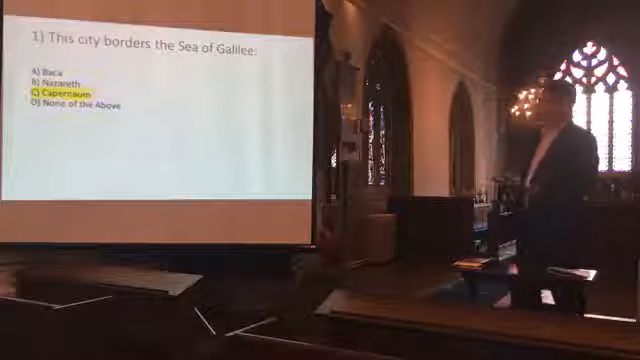 1) This city borders the Sea of Galilee:
A) Baca
B) Nazareth
C) Capernaum
D) None of the Above